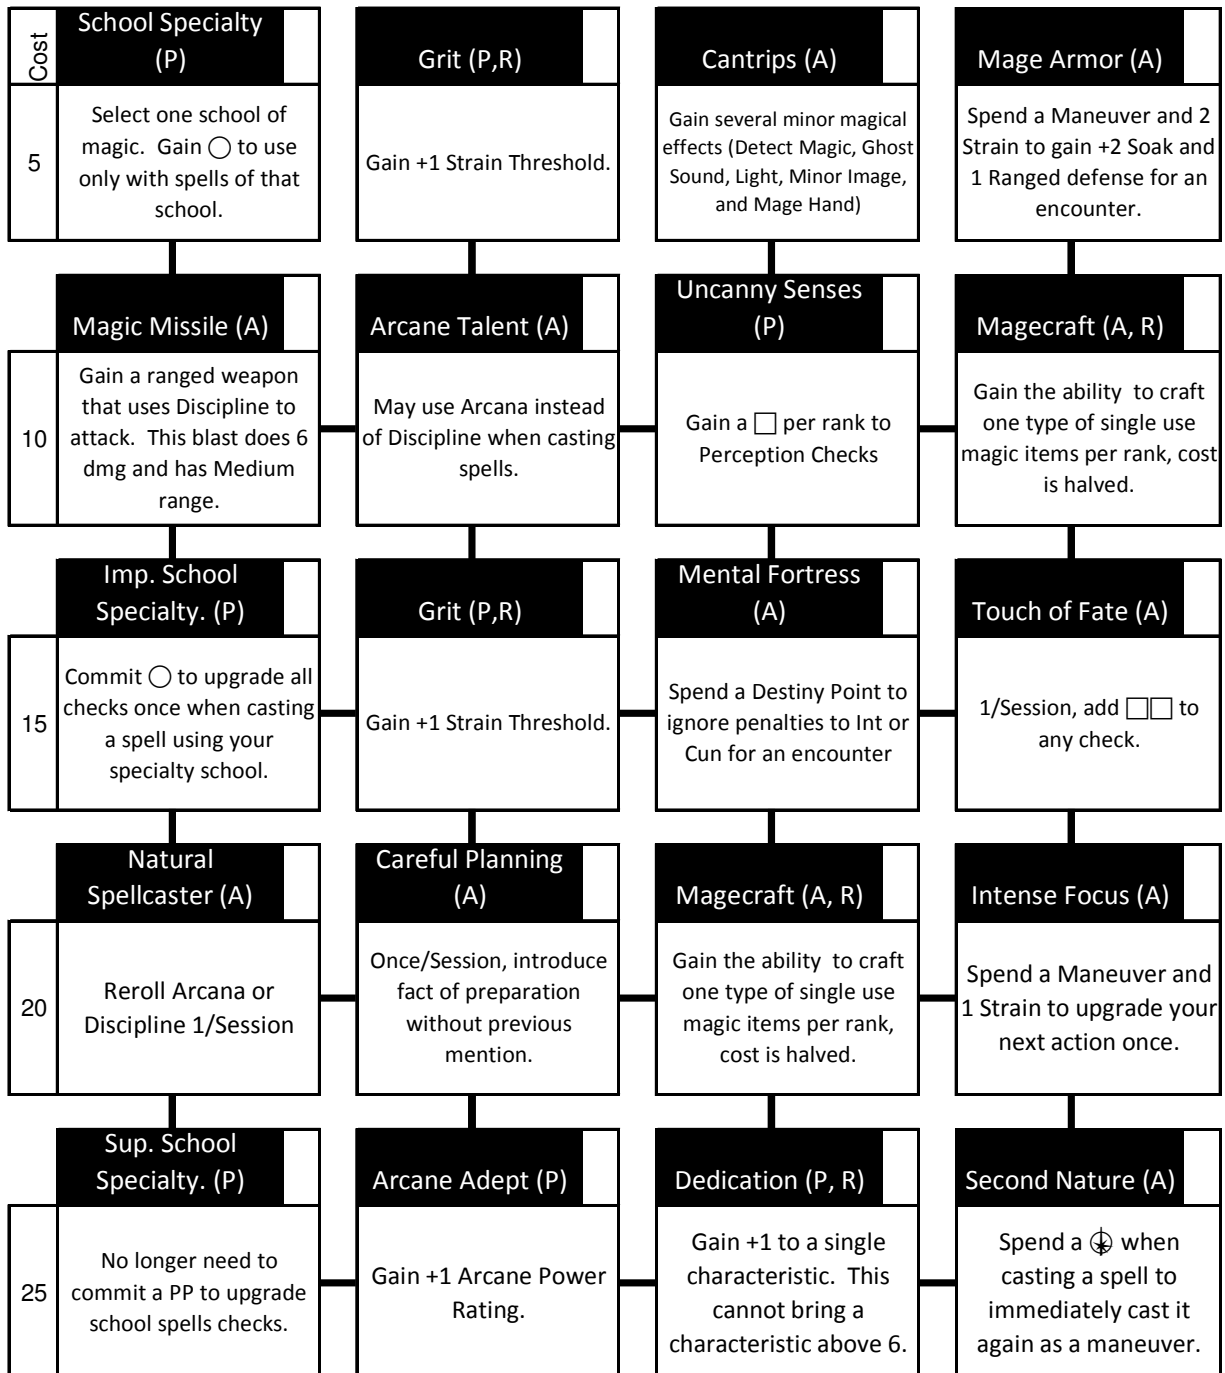 Cost
School Specialty
(P)
Grit (P,R)
Cantrips (A)
Mage Armor (A)
5
Select one school of
magic.  Gain ○ to use
only with spells of that
school.
Gain +1 Strain Threshold.
Gain several minor magical
effects (Detect Magic, Ghost
Sound, Light, Minor Image,
and Mage Hand)
Spend a Maneuver and 2
Strain to gain +2 Soak and
1 Ranged defense for an
encounter.
Magic Missile (A)
Arcane Talent (A)
Uncanny Senses
(P)
Magecraft (A, R)
10
Gain a ranged weapon
that uses Discipline to
attack.  This blast does 6
dmg and has Medium
range.
May use Arcana instead
of Discipline when casting
spells.
Gain a □ per rank to
Perception Checks
Gain the ability  to craft
one type of single use
magic items per rank, cost
is halved.
Imp. School
Specialty. (P)
Grit (P,R)
Mental Fortress
(A)
Touch of Fate (A)
15
Commit ○ to upgrade all
checks once when casting
a spell using your
specialty school.
Gain +1 Strain Threshold.
Spend a Destiny Point to
ignore penalties to Int or
Cun for an encounter
1/Session, add □□ to
any check.
Natural
Spellcaster (A)
Careful Planning
(A)
Magecraft (A, R)
Intense Focus (A)
20
Reroll Arcana or
Discipline 1/Session
Once/Session, introduce
fact of preparation
without previous
mention.
Gain the ability  to craft
one type of single use
magic items per rank,
cost is halved.
Spend a Maneuver and
1 Strain to upgrade your
next action once.
Sup. School
Specialty. (P)
Arcane Adept (P)
Dedication (P, R)
Second Nature (A)
25
No longer need to
commit a PP to upgrade
school spells checks.
Gain +1 Arcane Power
Rating.
Gain +1 to a single
characteristic.  This
cannot bring a
characteristic above 6.
Spend a when
casting a spell to
immediately cast it
again as a maneuver.